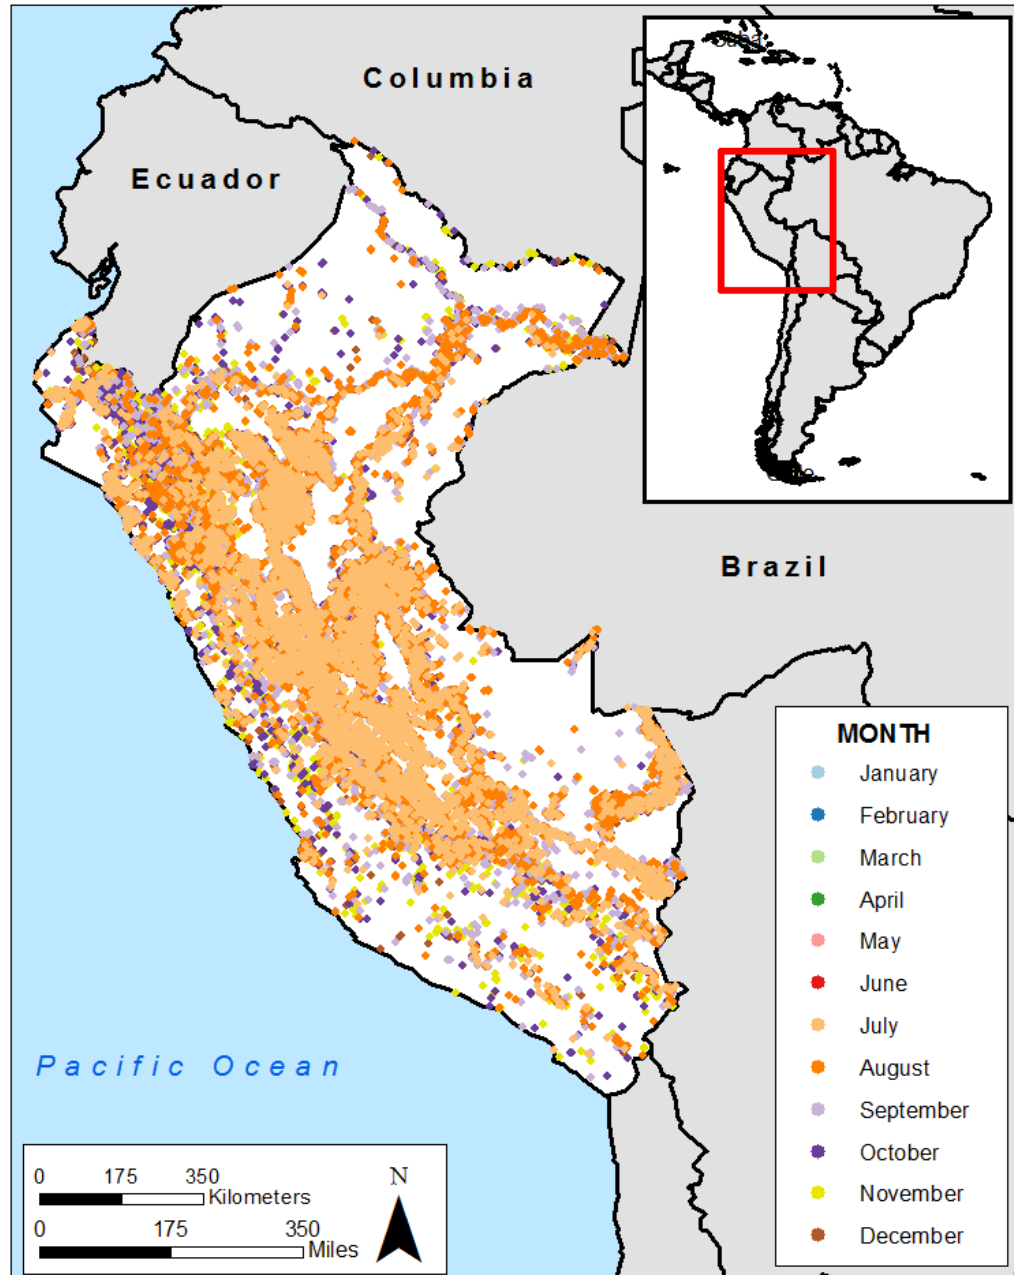 Cuba
Columbia
Ecuador
Brazil
MONTH
January
February
March
April
May
June
July
August
September
October
November
December
Pacific Ocean
0 175 350
Kilometers
0 175 350
Miles
N